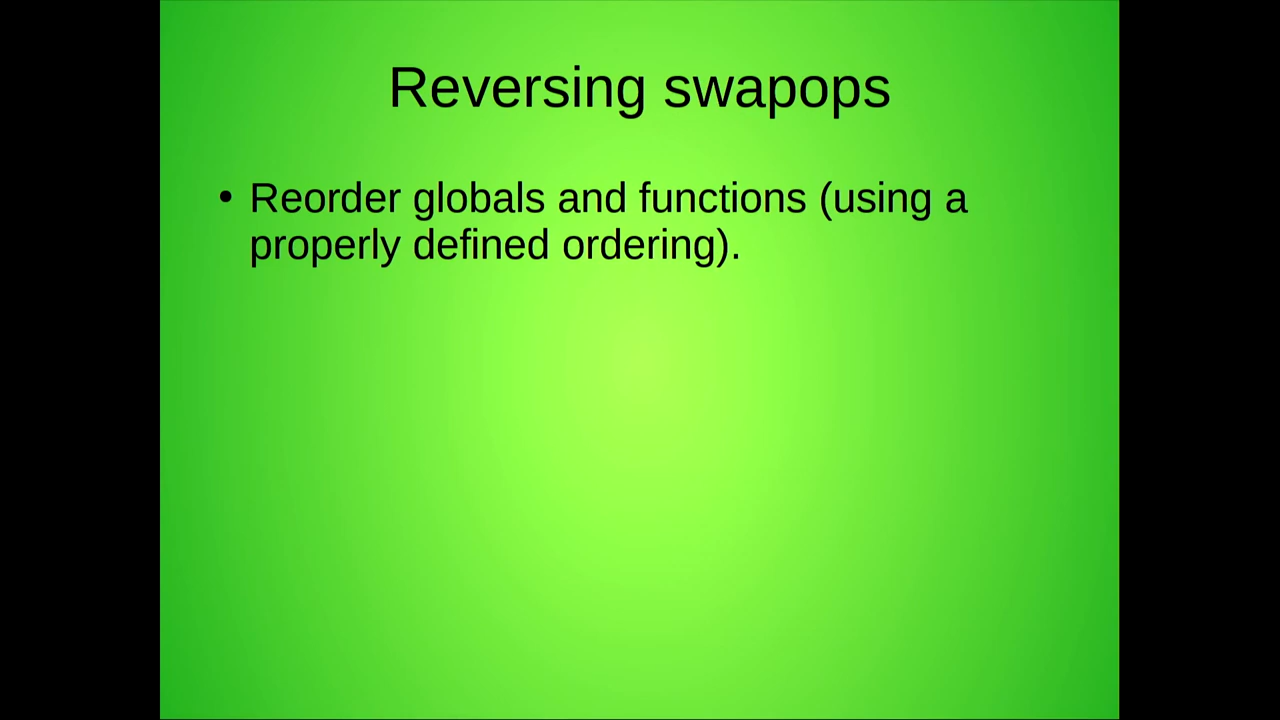 Reversing swapops
• Reorder globals and functions (using a
properly defined ordering).